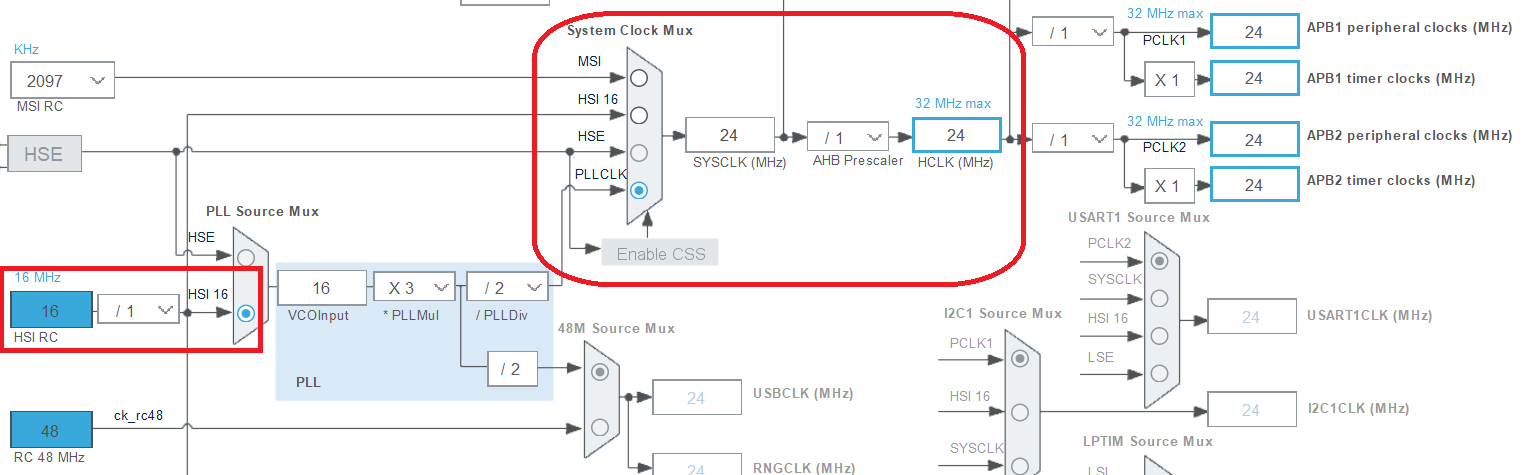 System Clock Mux
32 MHz max
/ 1
PCLK1
24
APB1 peripheral clocks (MHz)
KHz
2097
MSI RC
MSI
X 1
24
APB1 timer clocks (MHz)
HSI 16
32 MHz max
32 MHz max
HSE
HSE
24
SYSCLK (MHz)
/ 1
AHB Prescaler
24
HCLK (MHz)
/ 1
PCLK2
24
APB2 peripheral clocks (MHz)
PLLCLK
X 1
24
APB2 timer clocks (MHz)
PLL Source Mux
USART1 Source Mux
HSE
Enable CSS
PCLK2
16 MHz
SYSCLK
16
HSI RC
/ 1
HSI 16
16
VCOInput
X 3
* PLLMul
/ 2
/ PLLDiv
HSI 16
24
USART1CLK (MHz)
48M Source Mux
I2C1 Source Mux
PCLK1
LSE
/ 2
PLL
24
USBCLK (MHz)
HSI 16
24
I2C1CLK (MHz)
48
RC 48 MHz
ck_rc48
SYSCLK
LPTIM Source Mux
24
RNGCLK (MHz)
LSI